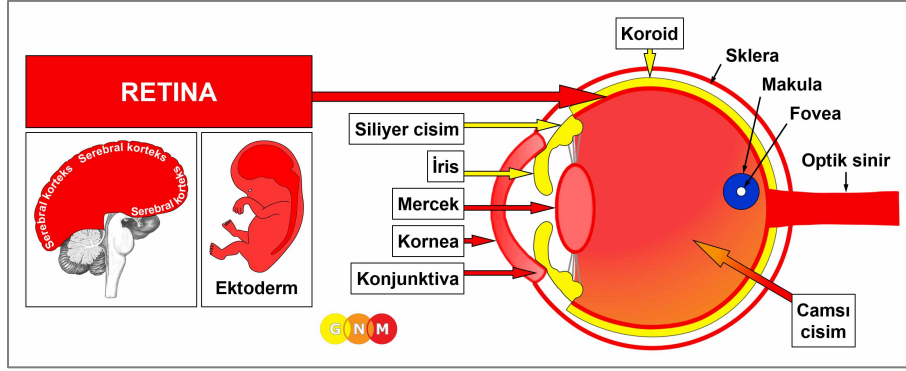 RETINA
Serebral korteks
Serebral korteks
Serebral korteks
Serebral korteks
Ektoderm
G N M
Koroid
Siliyer cisim
İris
Mercek
Kornea
Konjunktiva
Sklera
Makula
Fovea
Optik sinir
Camsı
cisim